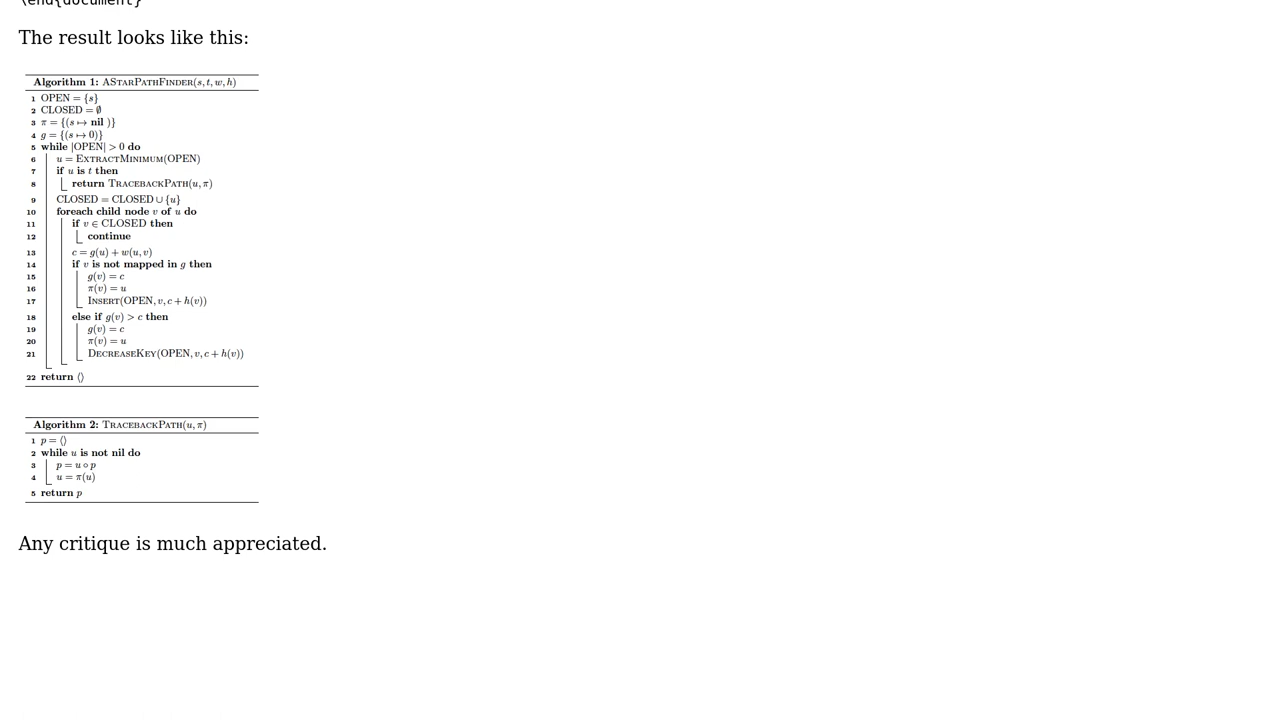 \end{document}
The result looks like this:
Algorithm 1: AStarPathFinder(s, t, w, h)
1 OPEN = {s}
2 CLOSED = ∅
3 π = {(s ↦ nil )}
4 g = {(s ↦ 0)}
5 while |OPEN| > 0 do
6 u = ExtractMinimum(OPEN)
7 if u is t then
8 return TracebackPath(u, π)
9 CLOSED = CLOSED ∪ {u}
10 foreach child node v of u do
11 if v ∈ CLOSED then
12 continue
13 c = g(u) + w(u, v)
14 if v is not mapped in g then
15 g(v) = c
16 π(v) = u
17 Insert(OPEN, v, c + h(v))
18 else if g(v) > c then
19 g(v) = c
20 π(v) = u
21 DecreaseKey(OPEN, v, c + h(v))
22 return ⟨⟩
Algorithm 2: TracebackPath(u, π)
1 p = ⟨⟩
2 while u is not nil do
3 p = u ∘ p
4 u = π(u)
5 return p
Any critique is much appreciated.